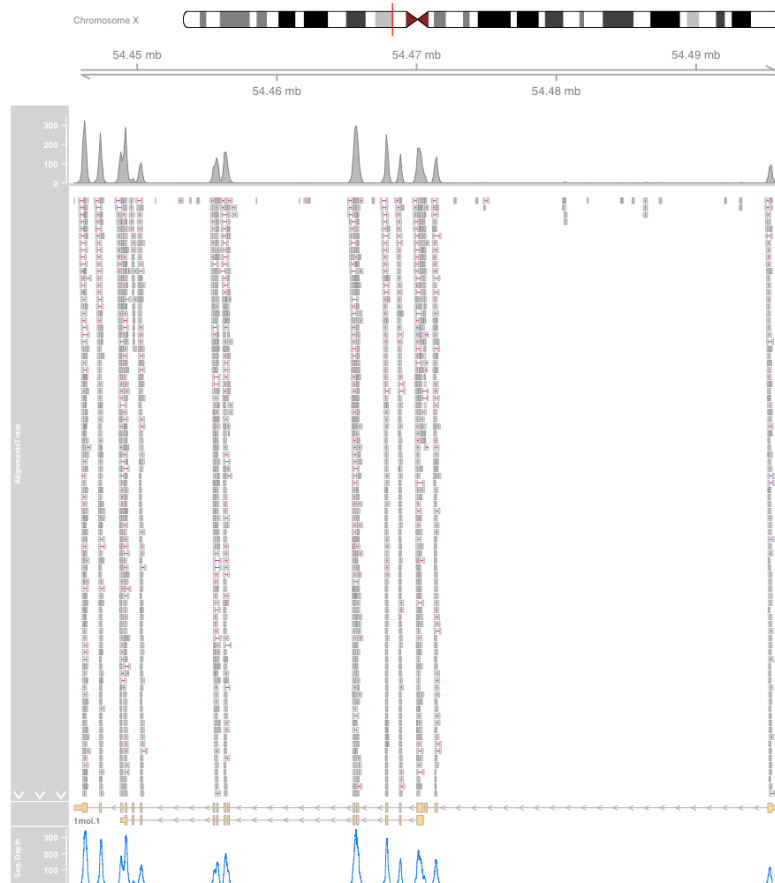 Chromosome X
54.45 mb
54.47 mb
54.49 mb
54.46 mb
54.48 mb
300
200
100
0
AlignmentsTrack
1moi.1
Seq. Depth
300
200
100